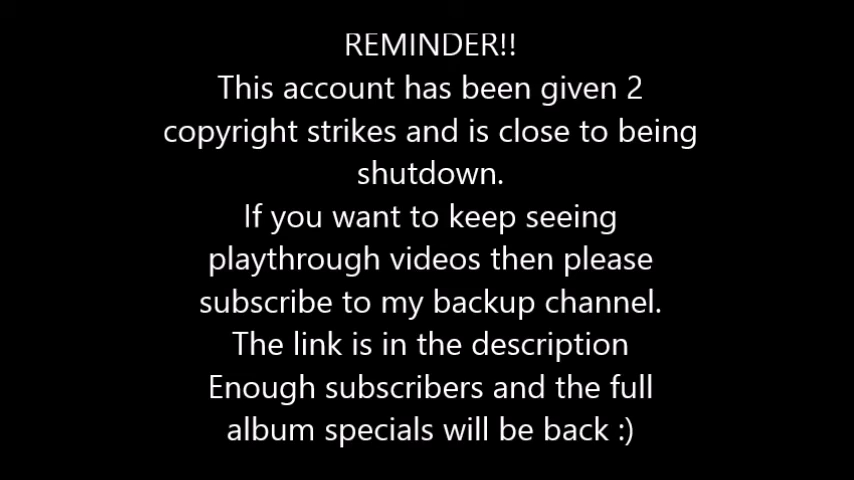 REMINDER!!
This account has been given 2
copyright strikes and is close to being
shutdown.
If you want to keep seeing
playthrough videos then please
subscribe to my backup channel.
The link is in the description
Enough subscribers and the full
album specials will be back :)